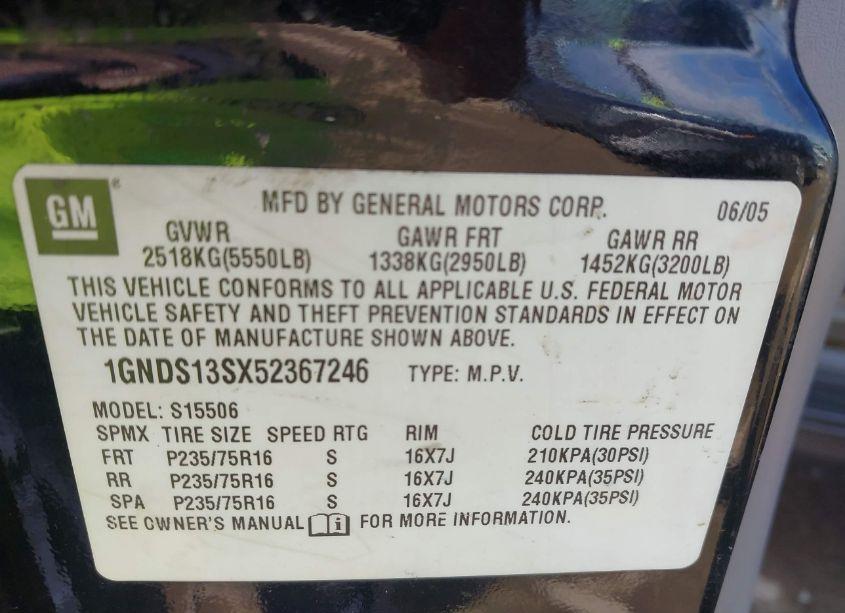 GM®
MFD BY GENERAL MOTORS CORP. 06/05
GVWR GAWR FRT GAWR RR
2518KG(5550LB) 1338KG(2950LB) 1452KG(3200LB)
THIS VEHICLE CONFORMS TO ALL APPLICABLE U.S. FEDERAL MOTOR
VEHICLE SAFETY AND THEFT PREVENTION STANDARDS IN EFFECT ON
THE DATE OF MANUFACTURE SHOWN ABOVE.
1GNDS13SX52367246 TYPE: M.P.V.
MODEL: S15506
SPMX TIRE SIZE SPEED RTG RIM COLD TIRE PRESSURE
FRT P235/75R16 S 16X7J 210KPA(30PSI)
RR P235/75R16 S 16X7J 240KPA(35PSI)
SPA P235/75R16 S 16X7J 240KPA(35PSI)
SEE OWNER'S MANUAL i FOR MORE INFORMATION.